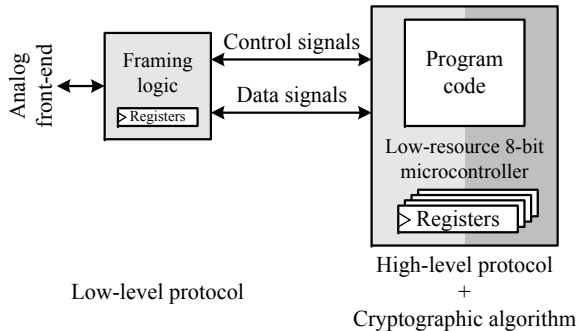 Analog
front-end
Framing
logic
Registers
Control signals
Data signals
Program
code
Low-resource 8-bit
microcontroller
Registers
Low-level protocol
High-level protocol
+
Cryptographic algorithm